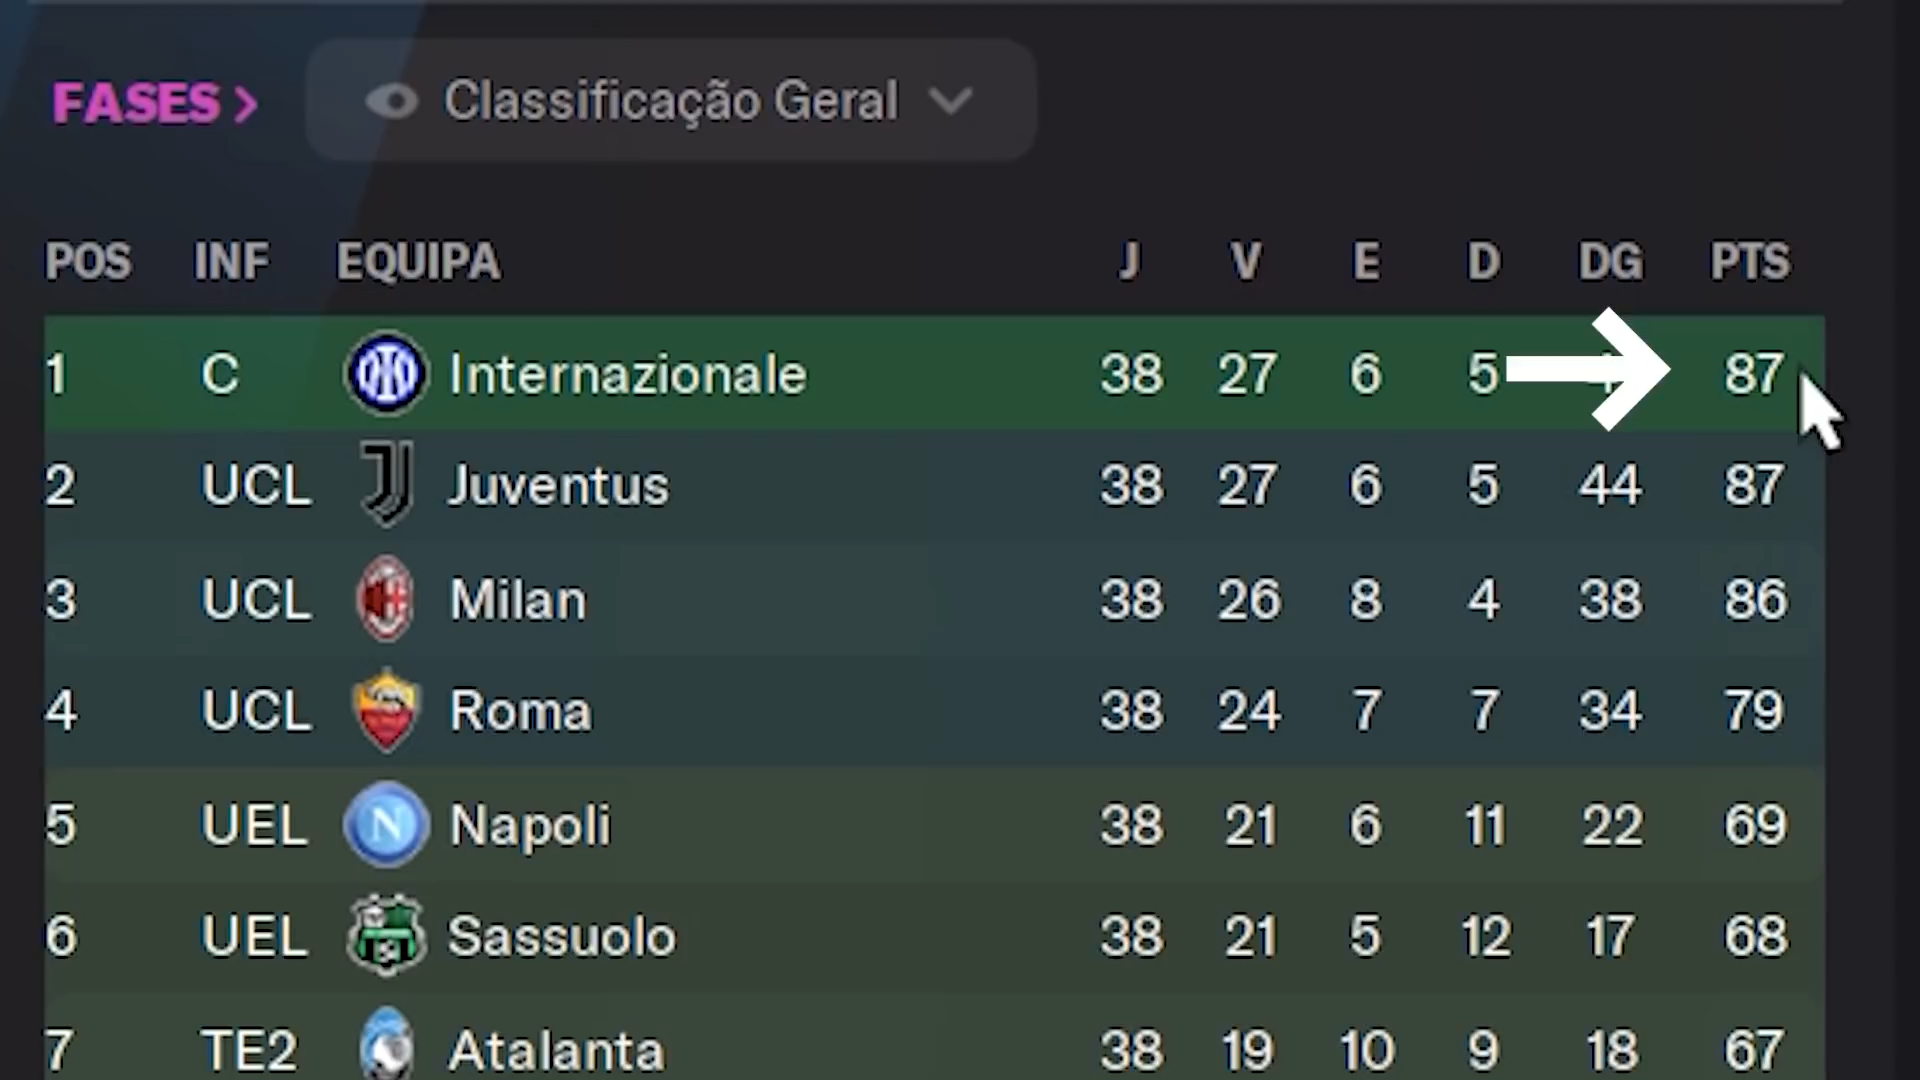 FASES > Classificação Geral
POS INF EQUIPA J V E D DG PTS
1 C Internazionale 38 27 6 5 87
2 UCL Juventus 38 27 6 5 44 87
3 UCL Milan 38 26 8 4 38 86
4 UCL Roma 38 24 7 7 34 79
5 UEL Napoli 38 21 6 11 22 69
6 UEL Sassuolo 38 21 5 12 17 68
7 TE2 Atalanta 38 19 10 9 18 67